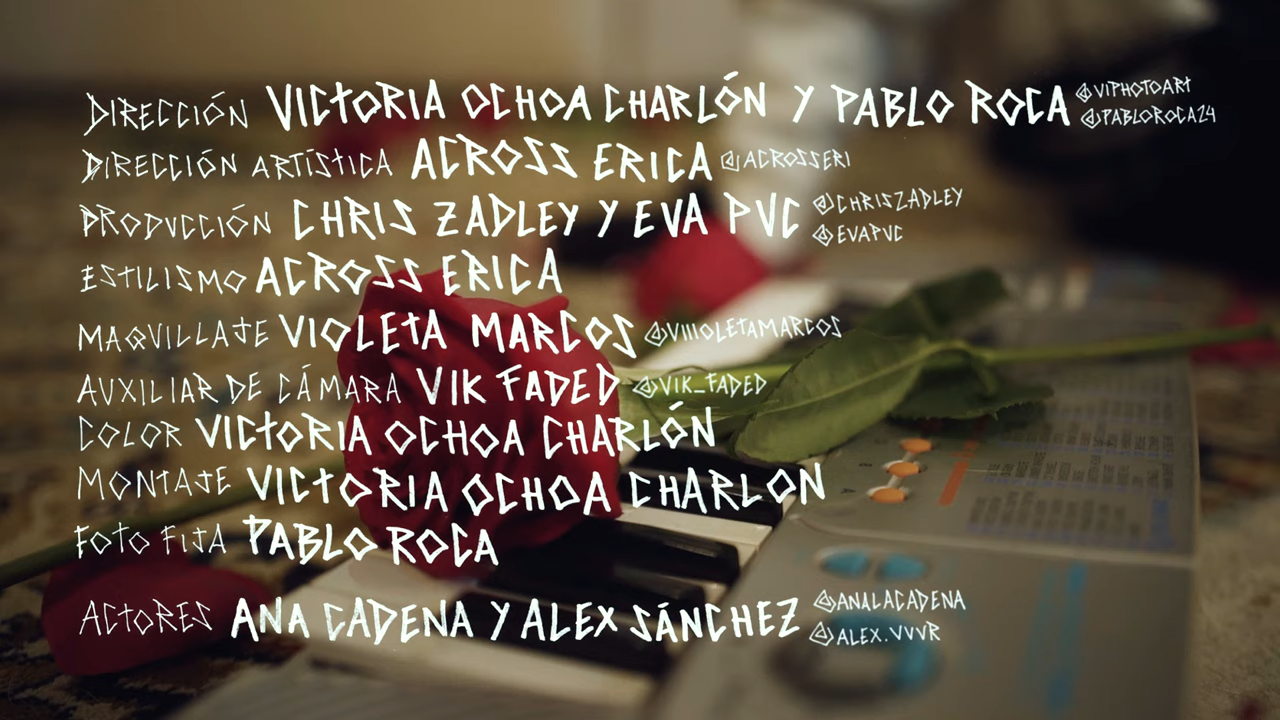 DIRECCIÓN VICTORIA OCHOA CHARLÓN Y PABLO ROCA @VIPHOTOART @PABLOROCA24
DIRECCIÓN ARTÍSTICA ACROSS ERICA @ACROSSERI
PRODUCCIÓN CHRIS ZADLEY Y EVA PVC @CHRISZADLEY @EVAPVC
ESTILISMO ACROSS ERICA
MAQUILLAJE VIOLETA MARCOS @VIIIOLETAMARCOS
AUXILIAR DE CÁMARA VIK FADED @VIK_FADED
COLOR VICTORIA OCHOA CHARLÓN
MONTAJE VICTORIA OCHOA CHARLON
FOTO FIJA PABLO ROCA
ACTORES ANA CADENA Y ALEX SÁNCHEZ @ANALACADENA @ALEX.VVVR